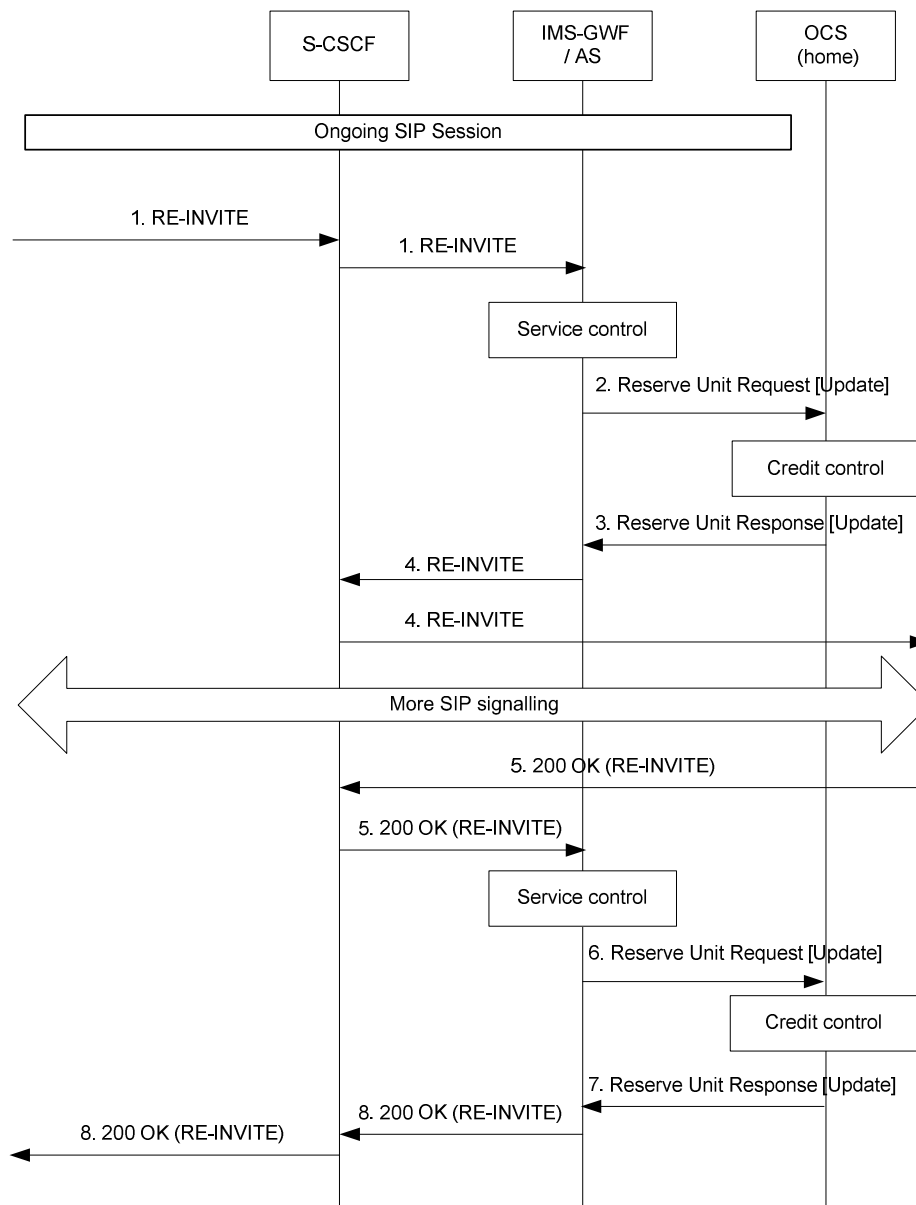 S-CSCF
IMS-GWF
/ AS
OCS
(home)
Ongoing SIP Session
1. RE-INVITE
1. RE-INVITE
Service control
2. Reserve Unit Request [Update]
Credit control
3. Reserve Unit Response [Update]
4. RE-INVITE
4. RE-INVITE
More SIP signalling
5. 200 OK (RE-INVITE)
5. 200 OK (RE-INVITE)
Service control
6. Reserve Unit Request [Update]
Credit control
7. Reserve Unit Response [Update]
8. 200 OK (RE-INVITE)
8. 200 OK (RE-INVITE)